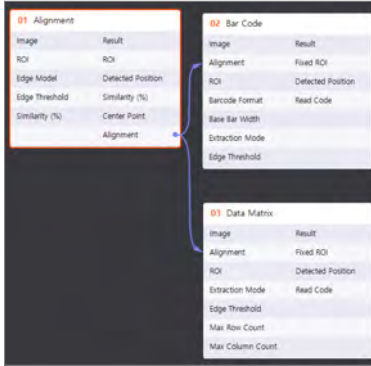 01 Alignment
Image Result
ROI ROI
Edge Model Detected Position
Edge Threshold Similarity (%)
Similarity (%) Center Point
Alignment
02 Bar Code
Image Result
Alignment Fixed ROI
ROI Detected Position
Barcode Format Read Code
Base Bar Width
Extraction Mode
Edge Threshold
03 Data Matrix
Image Result
Alignment Fixed ROI
ROI Detected Position
Extraction Mode Read Code
Edge Threshold
Max Row Count
Max Column Count